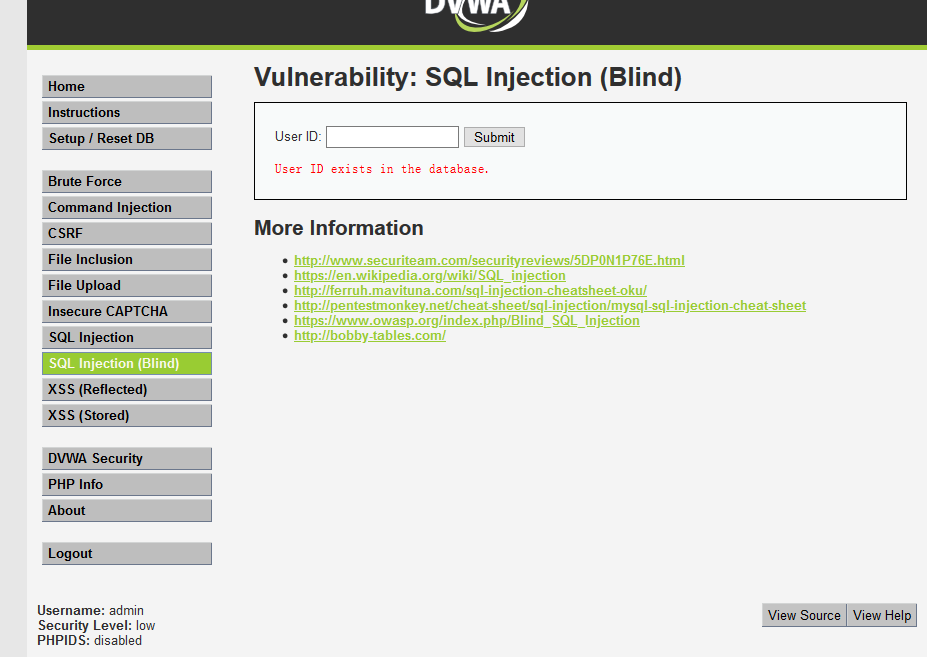 DVWA
Home
Instructions
Setup / Reset DB
Brute Force
Command Injection
CSRF
File Inclusion
File Upload
Insecure CAPTCHA
SQL Injection
SQL Injection (Blind)
XSS (Reflected)
XSS (Stored)
DVWA Security
PHP Info
About
Logout
Vulnerability: SQL Injection (Blind)
User ID: Submit
User ID exists in the database.
More Information
http://www.securiteam.com/securityreviews/5DP0N1P76E.html
https://en.wikipedia.org/wiki/SQL_injection
http://ferruh.mavituna.com/sql-injection-cheatsheet-oku/
http://pentestmonkey.net/cheat-sheet/sql-injection/mysql-sql-injection-cheat-sheet
https://www.owasp.org/index.php/Blind_SQL_Injection
http://bobby-tables.com/
Username: admin
Security Level: low
PHPIDS: disabled
View Source View Help